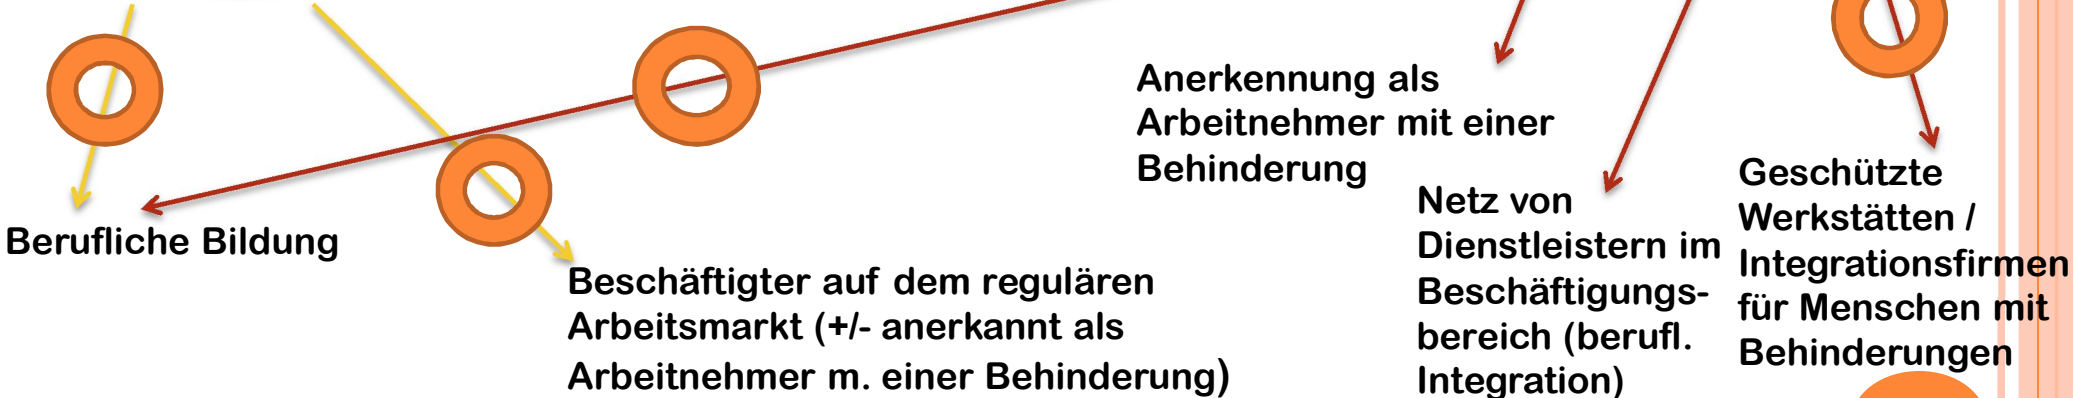 Berufliche Bildung
Beschäftigter auf dem regulären
Arbeitsmarkt (+/- anerkannt als
Arbeitnehmer m. einer Behinderung)
Anerkennung als
Arbeitnehmer mit einer
Behinderung
Netz von
Dienstleistern im
Beschäftigungs-
bereich (berufl.
Integration)
Geschützte
Werkstätten /
Integrationsfirmen
für Menschen mit
Behinderungen